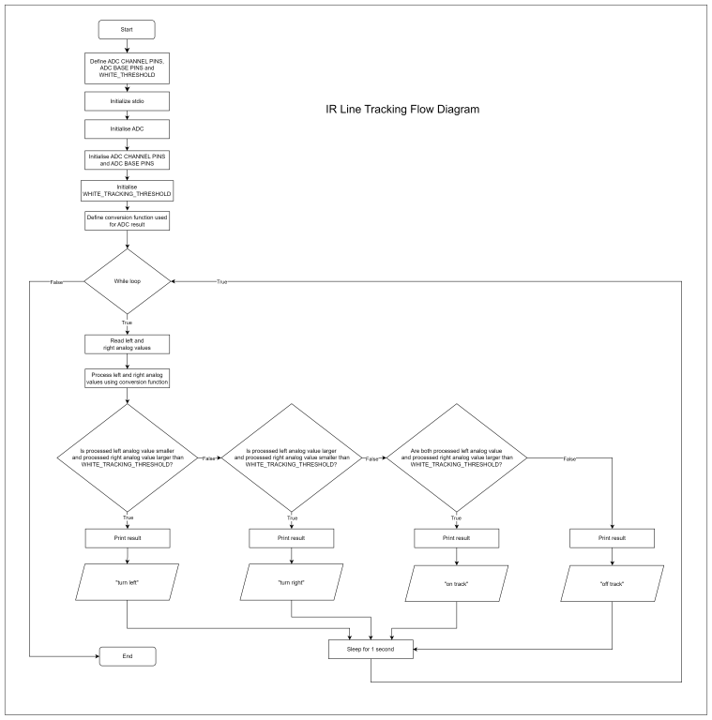 Start
Define ADC CHANNEL PINS,
ADC BASE PINS and
WHITE_THRESHOLD
Initialize stdio
IR Line Tracking Flow Diagram
Initialise ADC
Initialise ADC CHANNEL PINS
and ADC BASE PINS
Initialise
WHITE_TRACKING_THRESHOLD
Define conversion function used
for ADC result
While loop
False
True
True
Read left and
right analog values
Process left and right analog
values using conversion function
Is processed left analog value smaller
and processed right analog value larger than
WHITE_TRACKING_THRESHOLD?
False
Is processed left analog value larger
and processed right analog value smaller than
WHITE_TRACKING_THRESHOLD?
False
Are both processed left analog value
and processed right analog value larger than
WHITE_TRACKING_THRESHOLD?
False
True
True
True
Print result
Print result
Print result
Print result
"turn left"
"turn right"
"on track"
"off track"
End
Sleep for 1 second